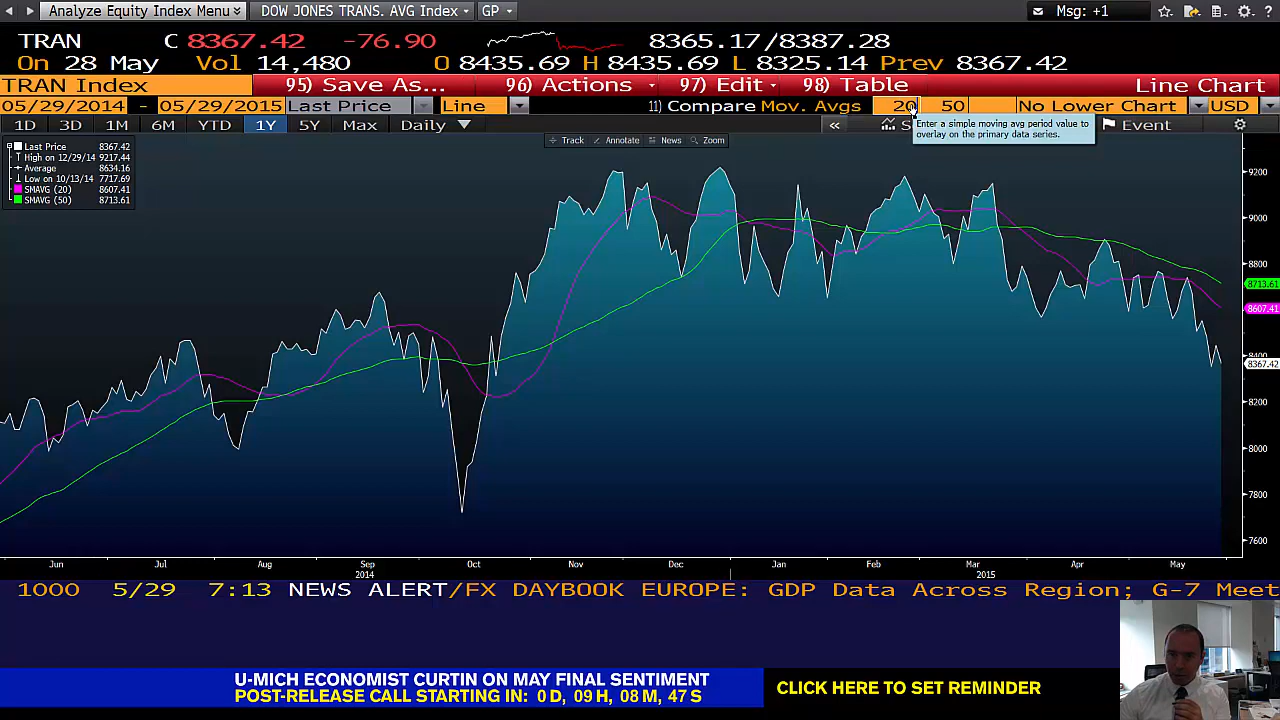 Analyze Equity Index Menu
DOW JONES TRANS. AVG Index
GP
Msg: +1
?
TRAN C 8367.42 -76.90 8365.17/8387.28
On 28 May Vol 14,480 O 8435.69 H 8435.69 L 8325.14 Prev 8367.42
TRAN Index 95) Save As... 96) Actions 97) Edit 98) Table Line Chart
05/29/2014 - 05/29/2015 Last Price Line 11) Compare Mov. Avgs 20 50 No Lower Chart USD
1D 3D 1M 6M YTD 1Y 5Y Max Daily « S Event
Enter a simple moving avg period value to
overlay on the primary data series.
Track Annotate News Zoom
Last Price 8367.42
High on 12/29/14 9217.44
Average 8634.16
Low on 10/13/14 7717.69
SMAVG (20) 8607.41
SMAVG (50) 8713.61
9200
9000
8800
8713.61
8607.41
8400
8367.42
8200
8000
7800
7600
Jun Jul Aug Sep Oct Nov Dec Jan Feb Mar Apr May
2014 2015
1000 5/29 7:13 NEWS ALERT/FX DAYBOOK EUROPE: GDP Data Across Region; G-7 Meet
U-MICH ECONOMIST CURTIN ON MAY FINAL SENTIMENT
POST-RELEASE CALL STARTING IN: 0 D, 09 H, 08 M, 47 S
CLICK HERE TO SET REMINDER